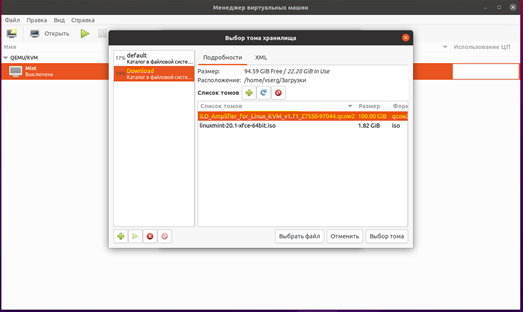 Менеджер виртуальных машин
Файл Правка Вид Справка
Открыть
Имя
Использование ЦП
QEMU/KVM
Mint
Выключена
Выбор тома хранилища
17% default
Каталог в файловой систе...
Download
Каталог в файловой систе...
Подробности XML
Размер: 94.59 GiB Free / 22.20 GiB In Use
Расположение: /home/vserg/Загрузки
Список томов
Список томов Размер Форм
iLO_Amplifier_for_Linux_KVM_v1.71_Z7550-97044.qcow2 100.00 GiB qcow2
linuxmint-20.1-xfce-64bit.iso 1.82 GiB iso
Выбрать файл Отменить Выбор тома